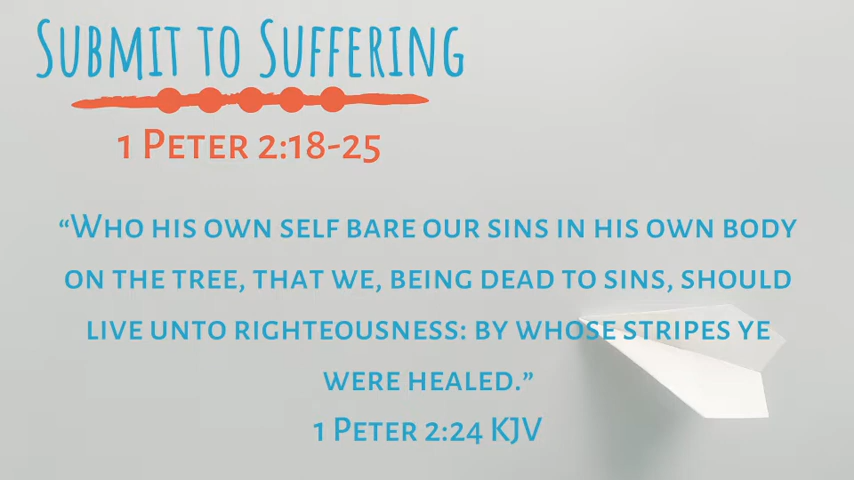 Submit to Suffering
1 Peter 2:18-25
“Who his own self bare our sins in his own body
on the tree, that we, being dead to sins, should
live unto righteousness: by whose stripes ye
were healed.”
1 Peter 2:24 KJV